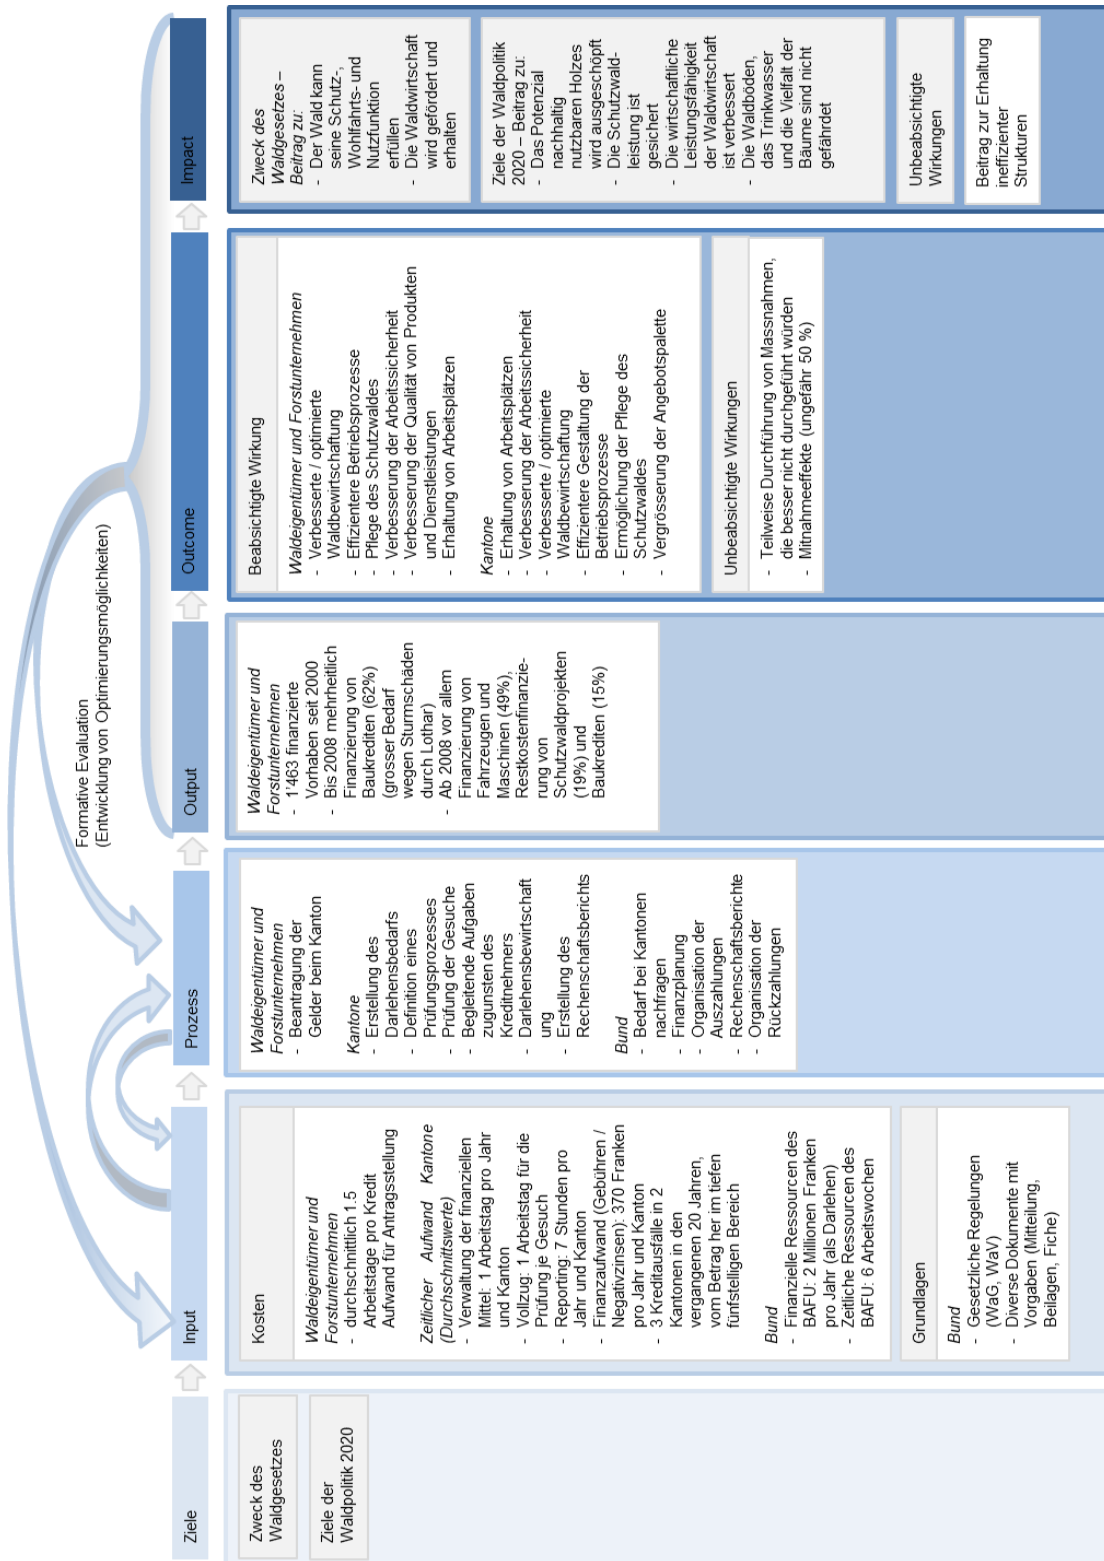 Formative Evaluation
(Entwicklung von Optimierungsmöglichkeiten)
Ziele
Input
Prozess
Output
Outcome
Impact
Zweck des
Waldgesetzes
Ziele der
Waldpolitik 2020
Kosten
Waldeigentümer und
Forstunternehmen
- durchschnittlich 1.5
Arbeitstage pro Kredit
Aufwand für Antragsstellung
Zeitlicher Aufwand Kantone
(Durchschnittswerte)
- Verwaltung der finanziellen
Mittel: 1 Arbeitstag pro Jahr
und Kanton
- Vollzug: 1 Arbeitstag für die
Prüfung je Gesuch
- Reporting: 7 Stunden pro
Jahr und Kanton
- Finanzaufwand (Gebühren /
Negativzinsen): 370 Franken
pro Jahr und Kanton
- 3 Kreditausfälle in 2
Kantonen in den
vergangenen 20 Jahren,
vom Betrag her im tiefen
fünfstelligen Bereich
Bund
- Finanzielle Ressourcen des
BAFU: 2 Millionen Franken
pro Jahr (als Darlehen)
- Zeitliche Ressourcen des
BAFU: 6 Arbeitswochen
Grundlagen
Bund
- Gesetzliche Regelungen
(WaG, WaV)
- Diverse Dokumente mit
Vorgaben (Mitteilung,
Beilagen, Fiche)
Waldeigentümer und
Forstunternehmen
- Beantragung der
Gelder beim Kanton
Kantone
- Erstellung des
Darlehensbedarfs
- Definition eines
Prüfungsprozesses
- Prüfung der Gesuche
- Begleitende Aufgaben
zugunsten des
Kreditnehmers
- Darlehensbewirtschaft
ung
- Erstellung des
Rechenschaftsberichts
Bund
- Bedarf bei Kantonen
nachfragen
- Finanzplanung
- Organisation der
Auszahlungen
- Rechenschaftsberichte
- Organisation der
Rückzahlungen
Waldeigentümer und
Forstunternehmen
- 1'463 finanzierte
Vorhaben seit 2000
- Bis 2008 mehrheitlich
Finanzierung von
Baukrediten (62%)
(grosser Bedarf
wegen Sturmschäden
durch Lothar)
- Ab 2008 vor allem
Finanzierung von
Fahrzeugen und
Maschinen (49%),
Restkostenfinanzie-
rung von
Schutzwaldprojekten
(19%) und
Baukrediten (15%)
Beabsichtigte Wirkung
Waldeigentümer und Forstunternehmen
- Verbesserte / optimierte
Waldbewirtschaftung
- Effizientere Betriebsprozesse
- Pflege des Schutzwaldes
- Verbesserung der Arbeitssicherheit
- Verbesserung der Qualität von Produkten
und Dienstleistungen
- Erhaltung von Arbeitsplätzen
Kantone
- Erhaltung von Arbeitsplätzen
- Verbesserung der Arbeitssicherheit
- Verbesserte / optimierte
Waldbewirtschaftung
- Effizientere Gestaltung der
Betriebsprozesse
- Ermöglichung der Pflege des
Schutzwaldes
- Vergrösserung der Angebotspalette
Unbeabsichtigte Wirkungen
- Teilweise Durchführung von Massnahmen,
die besser nicht durchgeführt würden
- Mitnahmeeffekte (ungefähr 50 %)
Zweck des
Waldgesetzes –
Beitrag zu:
- Der Wald kann
seine Schutz-,
Wohlfahrts- und
Nutzfunktion
erfüllen
- Die Waldwirtschaft
wird gefördert und
erhalten
Ziele der Waldpolitik
2020 – Beitrag zu:
- Das Potenzial
nachhaltig
nutzbaren Holzes
wird ausgeschöpft
- Die Schutzwald-
leistung ist
gesichert
- Die wirtschaftliche
Leistungsfähigkeit
der Waldwirtschaft
ist verbessert
- Die Waldböden,
das Trinkwasser
und die Vielfalt der
Bäume sind nicht
gefährdet
Unbeabsichtigte
Wirkungen
Beitrag zur Erhaltung
ineffizienter
Strukturen